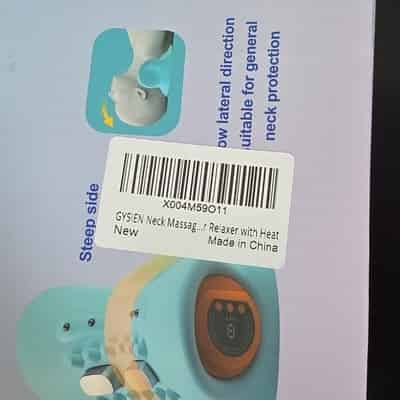 ow lateral direction
uitable for general
neck protection
Steep side
X004M59O11
GYSIEN Neck Massag...r Relaxer with Heat
New
Made in China